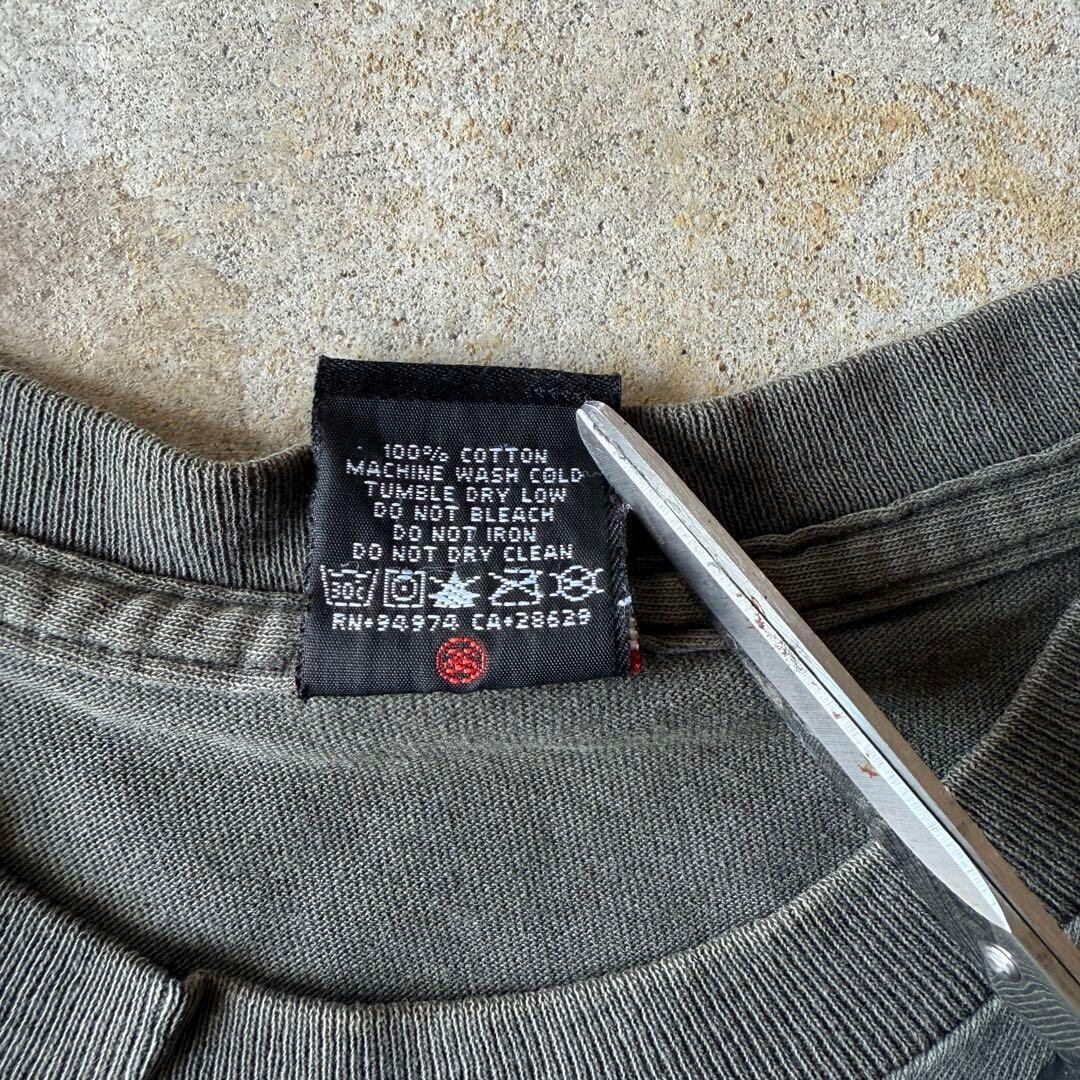 100% COTTON
MACHINE WASH COLD
TUMBLE DRY LOW
DO NOT BLEACH
DO NOT IRON
DO NOT DRY CLEAN
30C
RN+94974 CA+28629